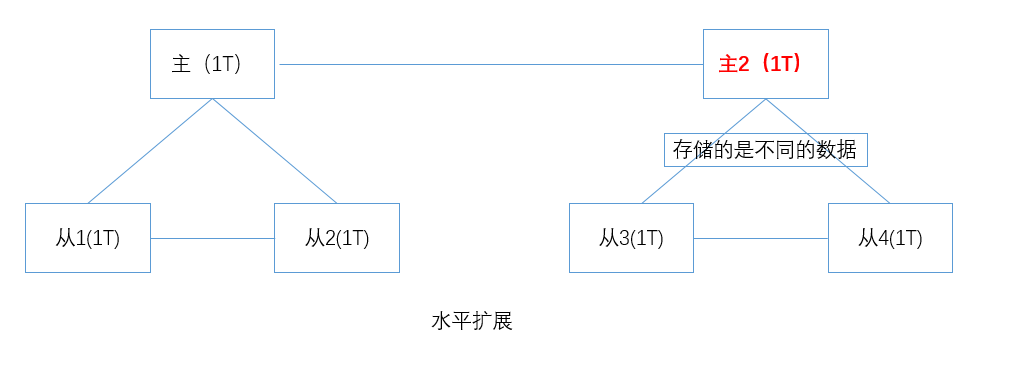 主（1T）
主2（1T）
存储的是不同的数据
从1(1T)
从2(1T)
从3(1T)
从4(1T)
水平扩展